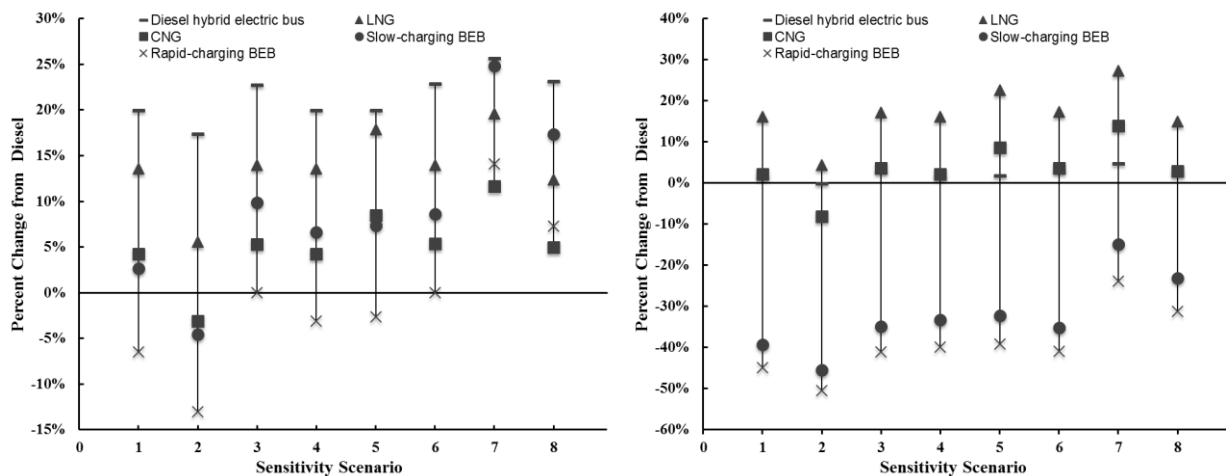 Diesel hybrid electric bus
LNG
CNG
Slow-charging BEB
Rapid-charging BEB
Percent Change from Diesel
30%
25%
20%
15%
10%
5%
0%
-5%
-10%
-15%
0 1 2 3 4 5 6 7 8
Sensitivity Scenario
Diesel hybrid electric bus
LNG
CNG
Slow-charging BEB
Rapid-charging BEB
Percent Change from Diesel
40%
30%
20%
10%
0%
-10%
-20%
-30%
-40%
-50%
-60%
0 1 2 3 4 5 6 7 8
Sensitivity Scenario